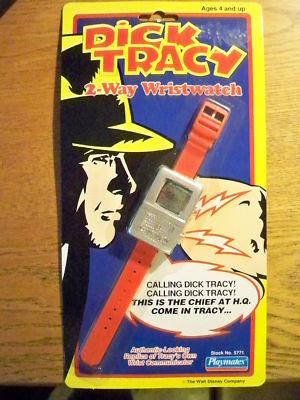 Ages 4 and up
DICK
TRACY
2-Way Wristwatch
CALLING DICK TRACY!
CALLING DICK TRACY!
THIS IS THE CHIEF AT H.Q.
COME IN TRACY...
Authentic-Looking
Replica of Tracy's Own
Wrist Communicator
Stock No. 5771
Playmates
© The Walt Disney Company